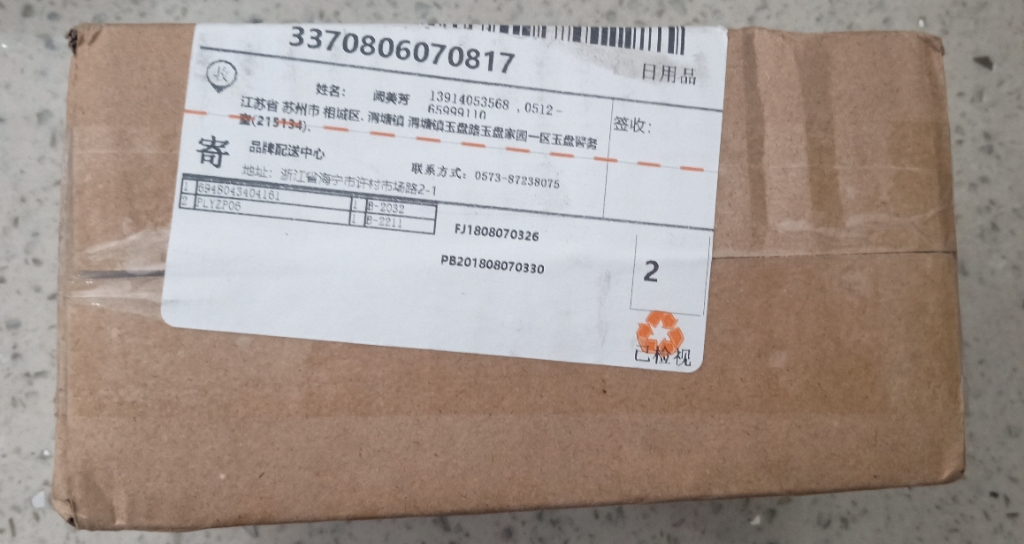 3370806070817
日用品
姓名： 阙美芳 13914053568 , 0512-
65999110
江苏省 苏州市 相城区. 渭塘镇 渭塘镇玉盘路玉盘家园一区玉盘警务
室(215134).
签收：
寄 品牌配送中心
联系方式： 0573-87238075
地址： 浙江省海宁市许村市场路2-1
1 6948043404161 1 B-2032
2 PLYZP06 1 B-2211
FJ1808070326
PB201808070330
2
已检视